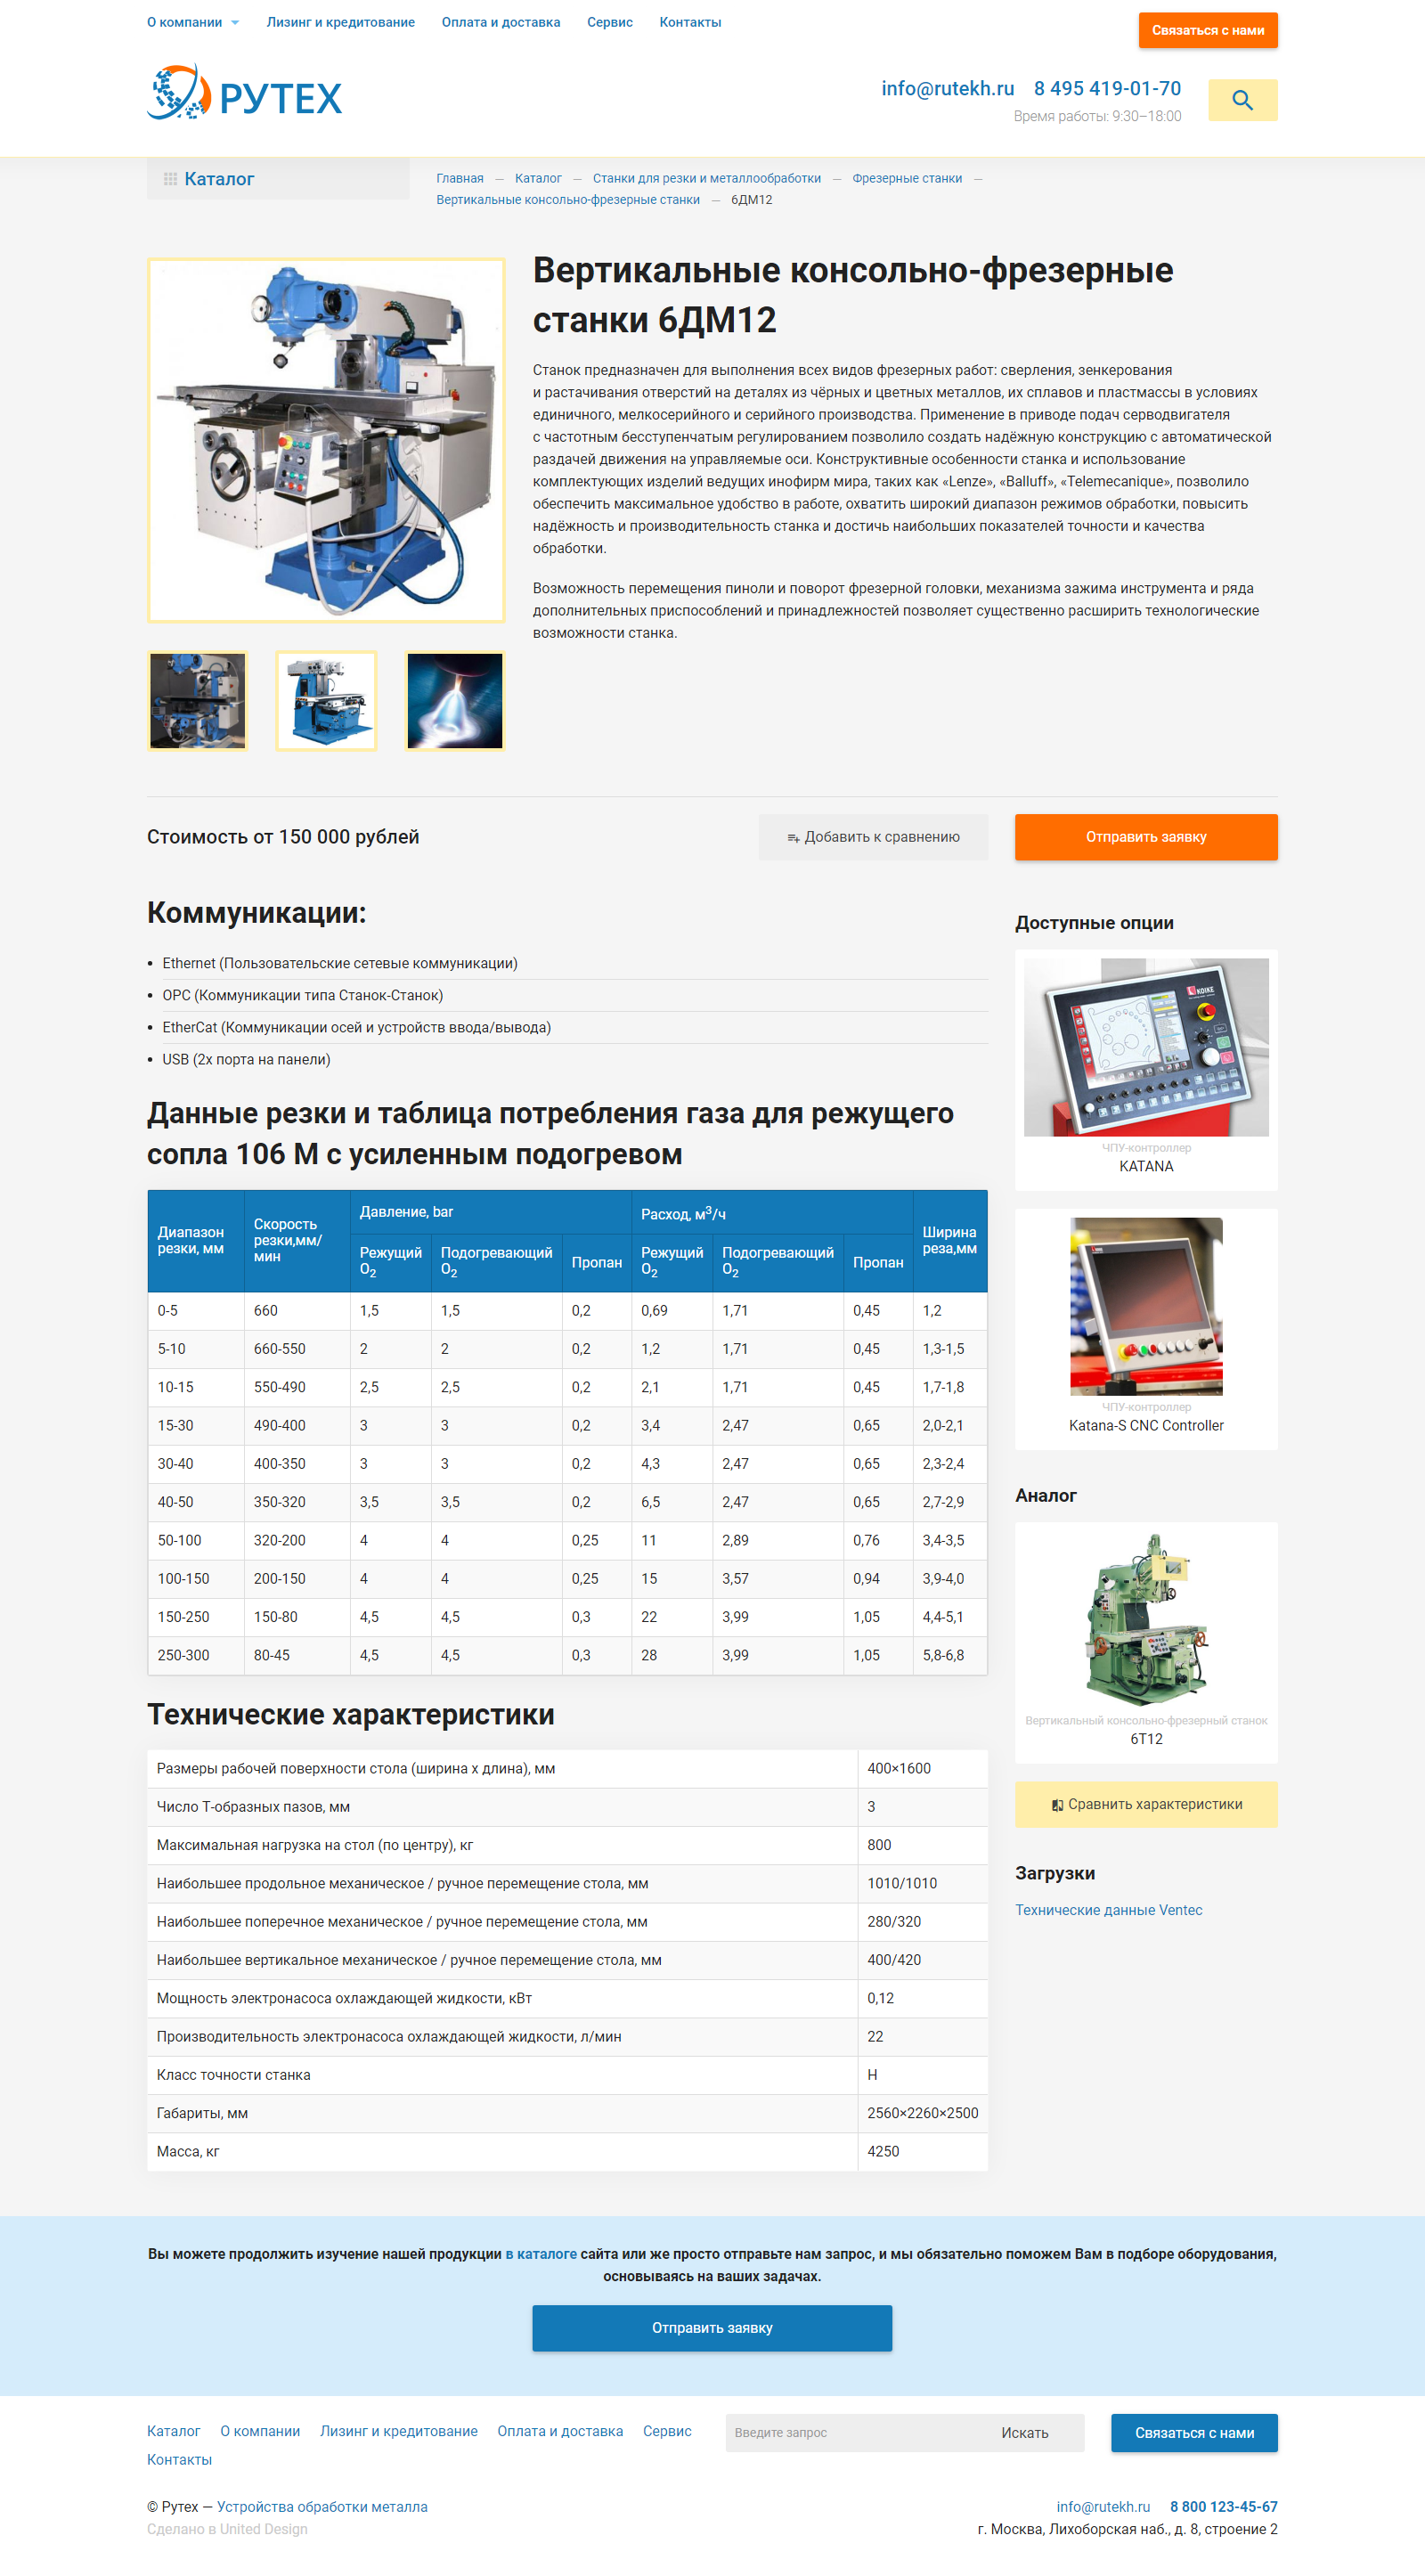 О компании Лизинг и кредитование Оплата и доставка Сервис Контакты
Связаться с нами
РУТЕХ
info@rutekh.ru 8 495 419-01-70
Время работы: 9:30–18:00
Каталог
Главная — Каталог — Станки для резки и металлообработки — Фрезерные станки —
Вертикальные консольно-фрезерные станки — 6ДМ12
Вертикальные консольно-фрезерные
станки 6ДМ12
Станок предназначен для выполнения всех видов фрезерных работ: сверления, зенкерования
и растачивания отверстий на деталях из чёрных и цветных металлов, их сплавов и пластмассы в условиях
единичного, мелкосерийного и серийного производства. Применение в приводе подач серводвигателя
с частотным бесступенчатым регулированием позволило создать надёжную конструкцию с автоматической
раздачей движения на управляемые оси. Конструктивные особенности станка и использование
комплектующих изделий ведущих инофирм мира, таких как «Lenze», «Balluff», «Telemecanique», позволило
обеспечить максимальное удобство в работе, охватить широкий диапазон режимов обработки, повысить
надёжность и производительность станка и достичь наибольших показателей точности и качества
обработки.
Возможность перемещения пиноли и поворот фрезерной головки, механизма зажима инструмента и ряда
дополнительных приспособлений и принадлежностей позволяет существенно расширить технологические
возможности станка.
Стоимость от 150 000 рублей
Добавить к сравнению
Отправить заявку
Коммуникации:
• Ethernet (Пользовательские сетевые коммуникации)
• OPC (Коммуникации типа Станок-Станок)
• EtherCat (Коммуникации осей и устройств ввода/вывода)
• USB (2x порта на панели)
Данные резки и таблица потребления газа для режущего
сопла 106 М с усиленным подогревом
Диапазон резки, мм Скорость резки,мм/мин Давление, bar Расход, м³/ч Ширина реза,мм
Режущий O₂ Подогревающий O₂ Пропан Режущий O₂ Подогревающий O₂ Пропан
0-5 660 1,5 1,5 0,2 0,69 1,71 0,45 1,2
5-10 660-550 2 2 0,2 1,2 1,71 0,45 1,3-1,5
10-15 550-490 2,5 2,5 0,2 2,1 1,71 0,45 1,7-1,8
15-30 490-400 3 3 0,2 3,4 2,47 0,65 2,0-2,1
30-40 400-350 3 3 0,2 4,3 2,47 0,65 2,3-2,4
40-50 350-320 3,5 3,5 0,2 6,5 2,47 0,65 2,7-2,9
50-100 320-200 4 4 0,25 11 2,89 0,76 3,4-3,5
100-150 200-150 4 4 0,25 15 3,57 0,94 3,9-4,0
150-250 150-80 4,5 4,5 0,3 22 3,99 1,05 4,4-5,1
250-300 80-45 4,5 4,5 0,3 28 3,99 1,05 5,8-6,8
Технические характеристики
Размеры рабочей поверхности стола (ширина х длина), мм 400×1600
Число Т-образных пазов, мм 3
Максимальная нагрузка на стол (по центру), кг 800
Наибольшее продольное механическое / ручное перемещение стола, мм 1010/1010
Наибольшее поперечное механическое / ручное перемещение стола, мм 280/320
Наибольшее вертикальное механическое / ручное перемещение стола, мм 400/420
Мощность электронасоса охлаждающей жидкости, кВт 0,12
Производительность электронасоса охлаждающей жидкости, л/мин 22
Класс точности станка Н
Габариты, мм 2560×2260×2500
Масса, кг 4250
Доступные опции
KOIKE
ЧПУ-контроллер
KATANA
ЧПУ-контроллер
Katana-S CNC Controller
Аналог
Вертикальный консольно-фрезерный станок
6Т12
Сравнить характеристики
Загрузки
Технические данные Ventec
Вы можете продолжить изучение нашей продукции в каталоге сайта или же просто отправьте нам запрос, и мы обязательно поможем Вам в подборе оборудования,
основываясь на ваших задачах.
Отправить заявку
Каталог О компании Лизинг и кредитование Оплата и доставка Сервис
Контакты
Введите запрос Искать
Связаться с нами
© Рутех — Устройства обработки металла
Сделано в United Design
info@rutekh.ru 8 800 123-45-67
г. Москва, Лихоборская наб., д. 8, строение 2